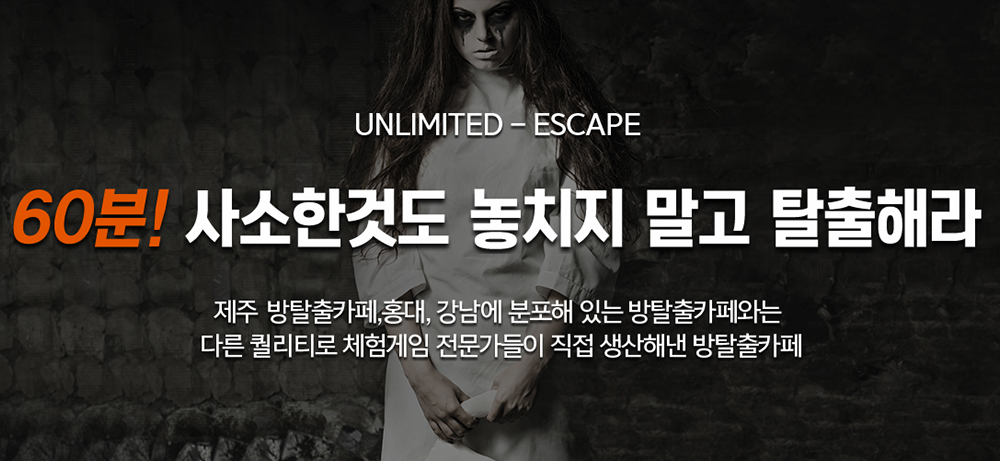 UNLIMITED – ESCAPE
60분! 사소한것도 놓치지 말고 탈출해라
제주 방탈출카페,홍대, 강남에 분포해 있는 방탈출카페와는
다른 퀄리티로 체험게임 전문가들이 직접 생산해낸 방탈출카페